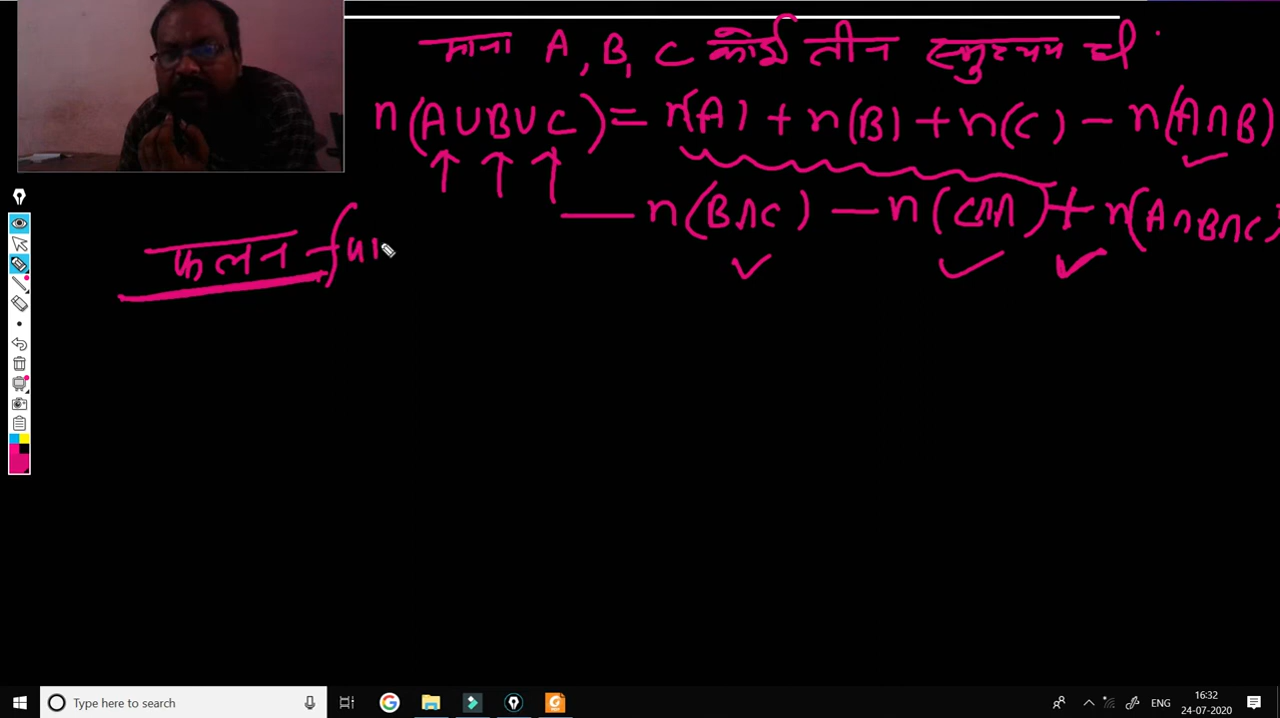 माना A, B, C कोई तीन समुच्चय हो
n(A∪B∪C) = n(A) + n(B) + n(C) − n(A∩B)
− n(B∩C) − n(C∩A) + n(A∩B∩C)
फलन
Type here to search
ENG
16:32
24-07-2020